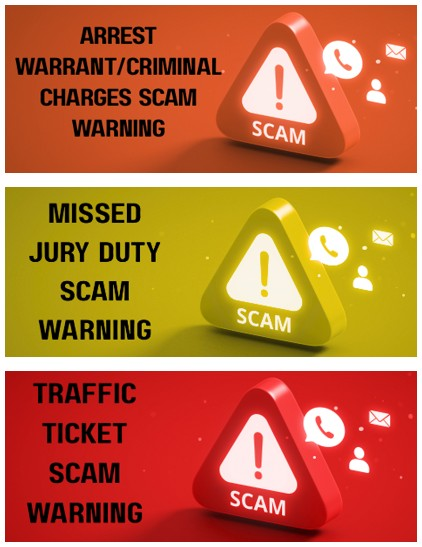 ARREST
WARRANT/CRIMINAL
CHARGES SCAM
WARNING
SCAM
MISSED
JURY DUTY
SCAM
WARNING
SCAM
TRAFFIC
TICKET
SCAM
WARNING
SCAM